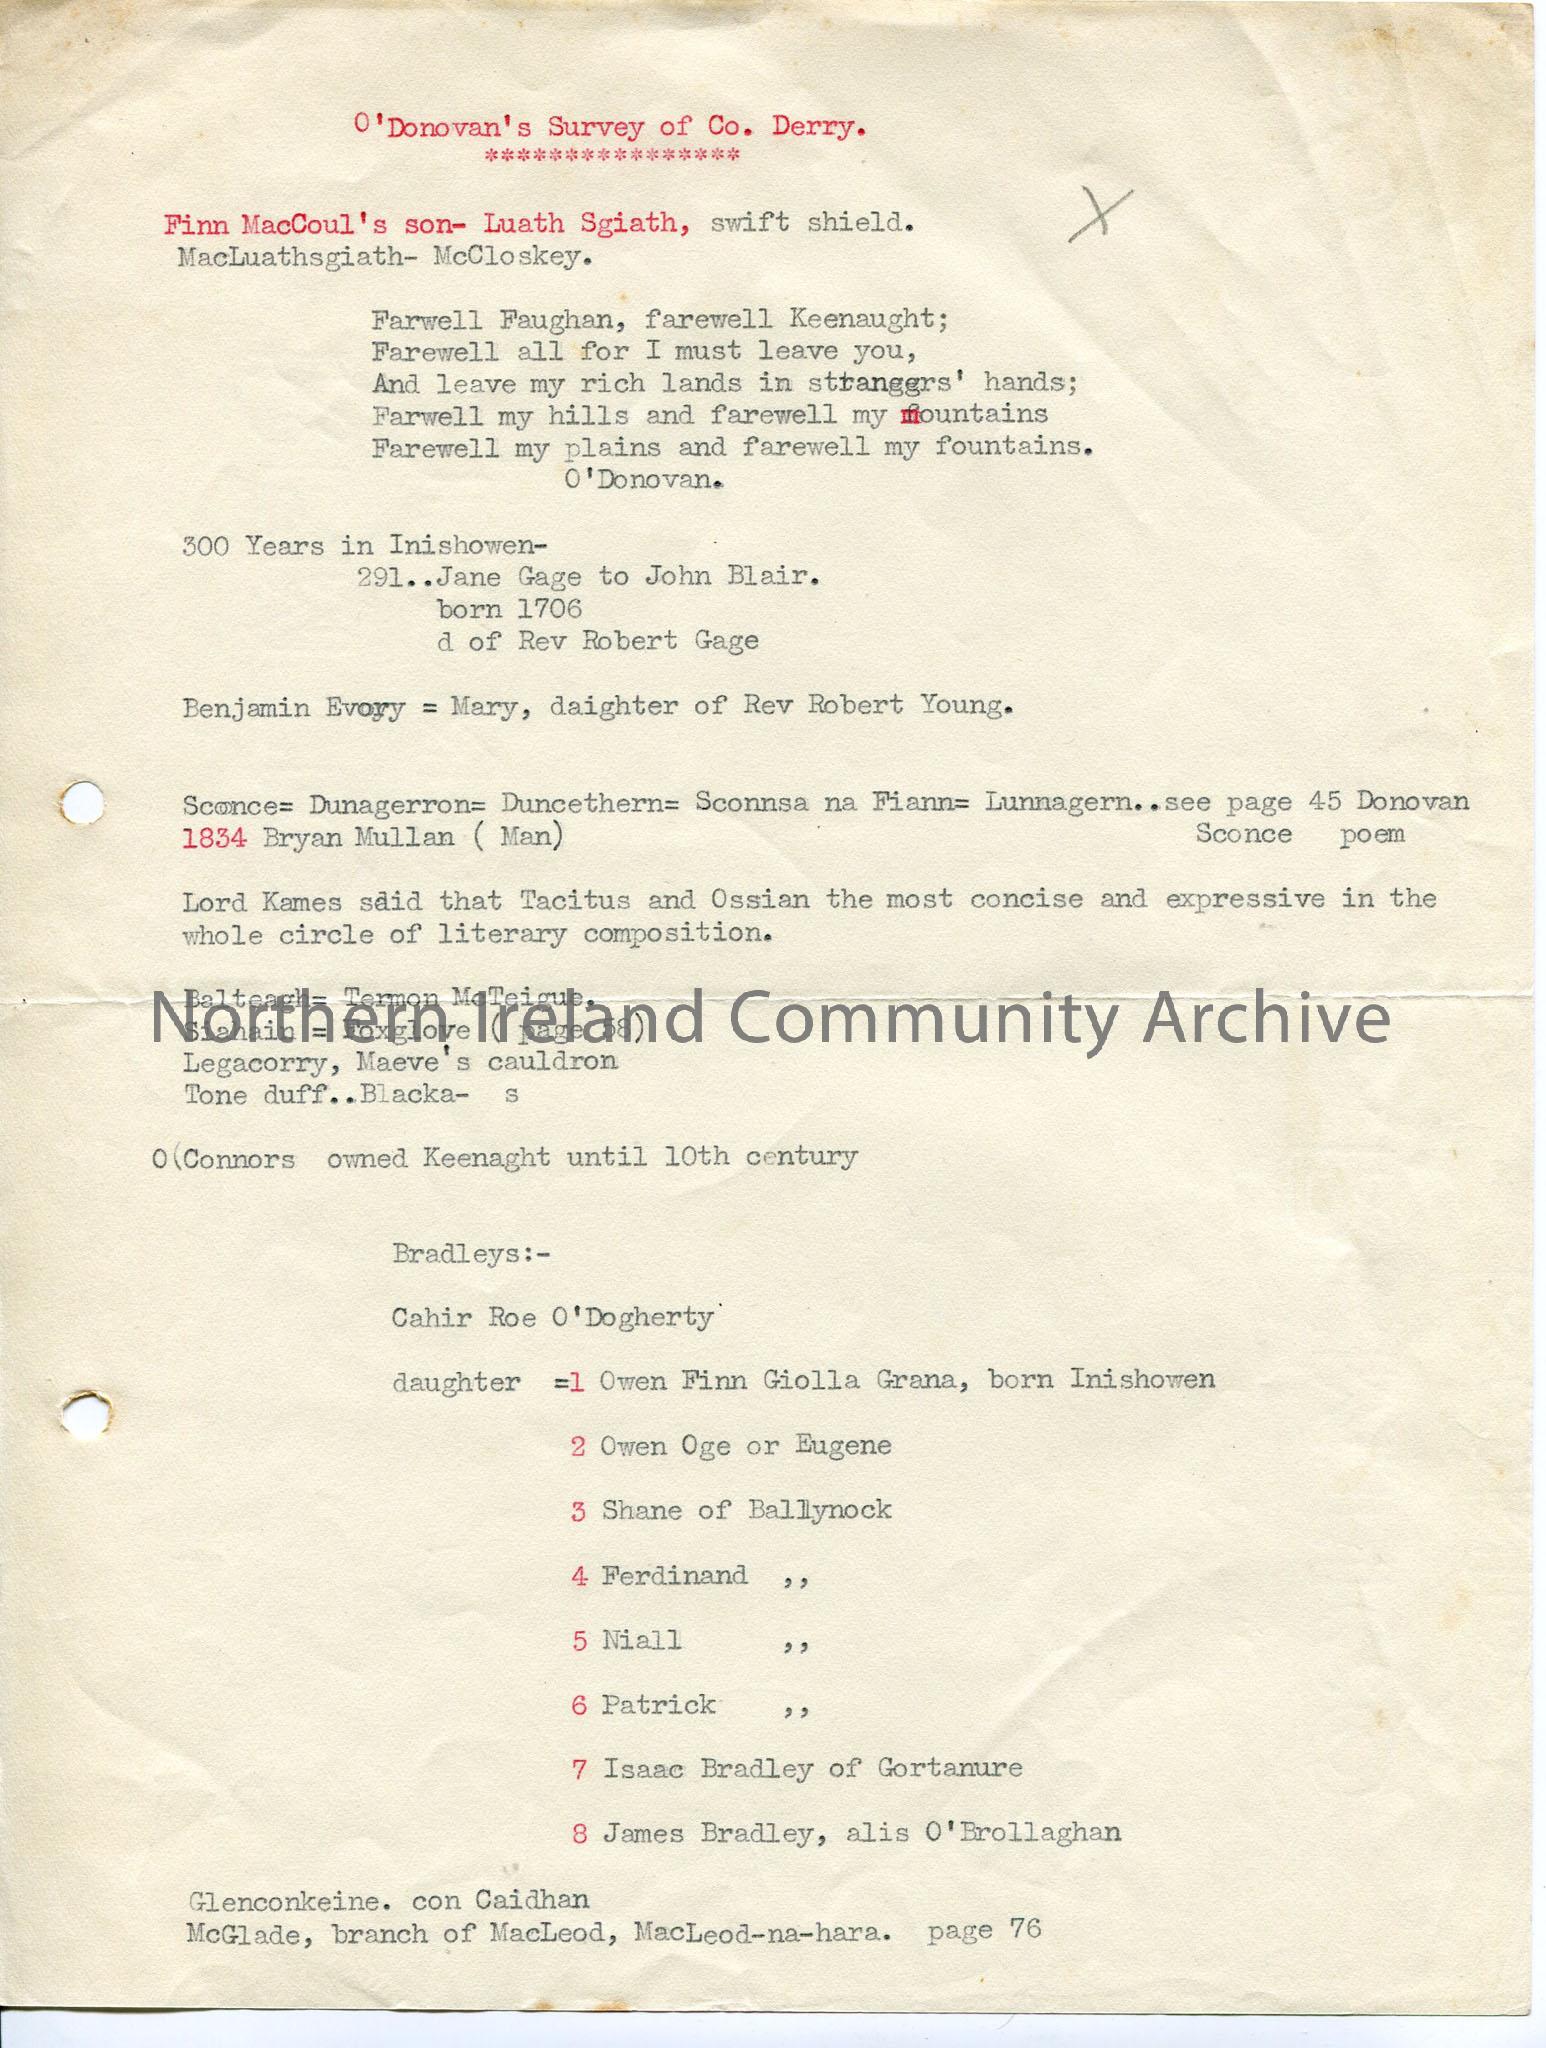 O'Donovan's Survey of Co. Derry.
****************
Finn MacCoul's son- Luath Sgiath, swift shield.
MacLuathsgiath- McCloskey.
Farwell Faughan, farewell Keenaught;
Farewell all for I must leave you,
And leave my rich lands in strangers' hands;
Farwell my hills and farewell my mountains
Farewell my plains and farewell my fountains.
O'Donovan.
300 Years in Inishowen-
291..Jane Gage to John Blair.
born 1706
d of Rev Robert Gage
Benjamin Evory = Mary, daighter of Rev Robert Young.
Sconce= Dunagerron= Duncethern= Sconnsa na Fiann= Lunnagern..see page 45 Donovan
1834 Bryan Mullan ( Man) Sconce poem
Lord Kames said that Tacitus and Ossian the most concise and expressive in the
whole circle of literary composition.
Balteagh= Termon McTeigue.
Northern Ireland Community Archive
= Foxglove ( page 58)
Legacorry, Maeve's cauldron
Tone duff..Blacka- s
O(Connors owned Keenaght until 10th century
Bradleys:-
Cahir Roe O'Dogherty
daughter =1 Owen Finn Giolla Grana, born Inishowen
2 Owen Oge or Eugene
3 Shane of Ballynock
4 Ferdinand ,,
5 Niall ,,
6 Patrick ,,
7 Isaac Bradley of Gortanure
8 James Bradley, alis O'Brollaghan
Glenconkeine. con Caidhan
McGlade, branch of MacLeod, MacLeod-na-hara. page 76